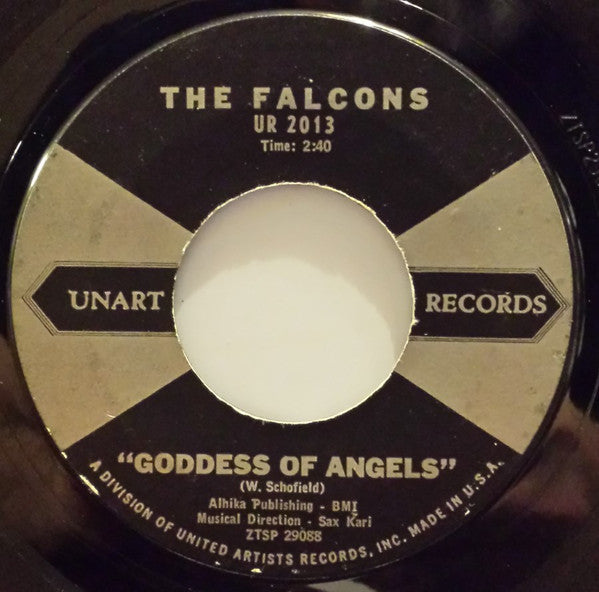 THE FALCONS
UR 2013
Time: 2:40
UNART RECORDS
"GODDESS OF ANGELS"
(W. Schofield)
Alhika Publishing - BMI
Musical Direction - Sax Kari
ZTSP 29088
A DIVISION OF UNITED ARTISTS RECORDS, INC. MADE IN U.S.A.